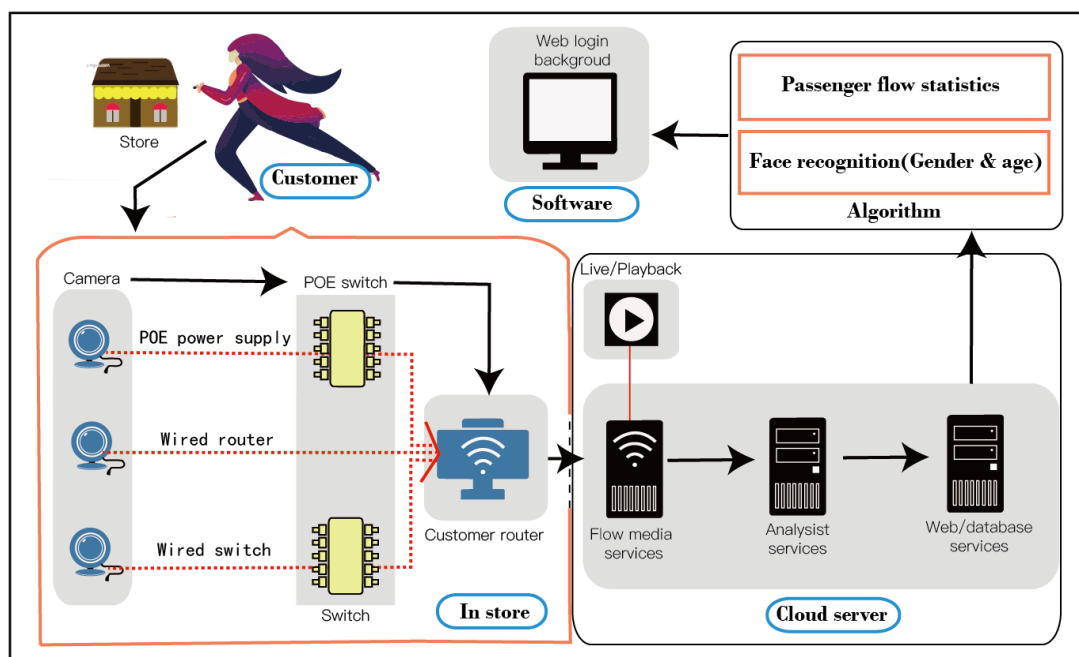 Store
Customer
Web login
backgroud
Software
Passenger flow statistics
Face recognition(Gender & age)
Algorithm
Camera
POE switch
POE power supply
Wired router
Wired switch
Switch
Customer router
In store
Live/Playback
Flow media
services
Analysist
services
Web/database
services
Cloud server